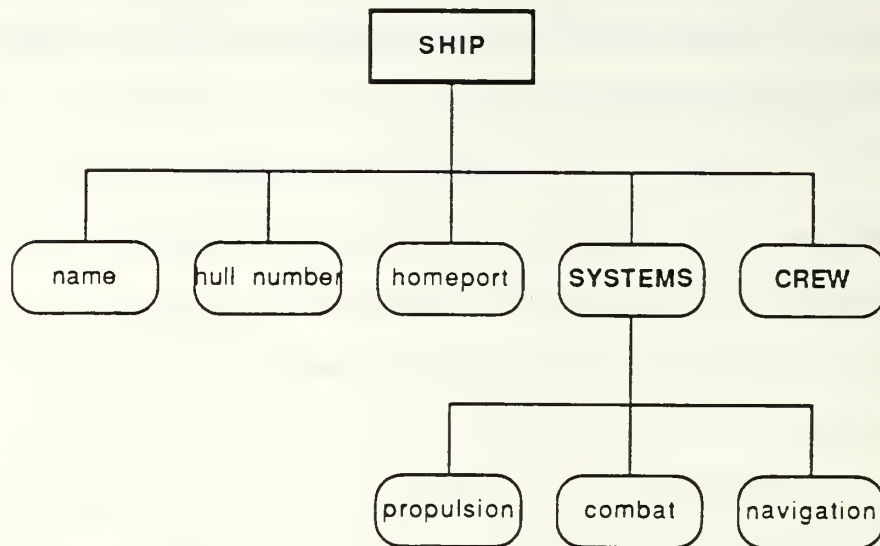 SHIP
name
hull number
homeport
SYSTEMS
CREW
propulsion
combat
navigation